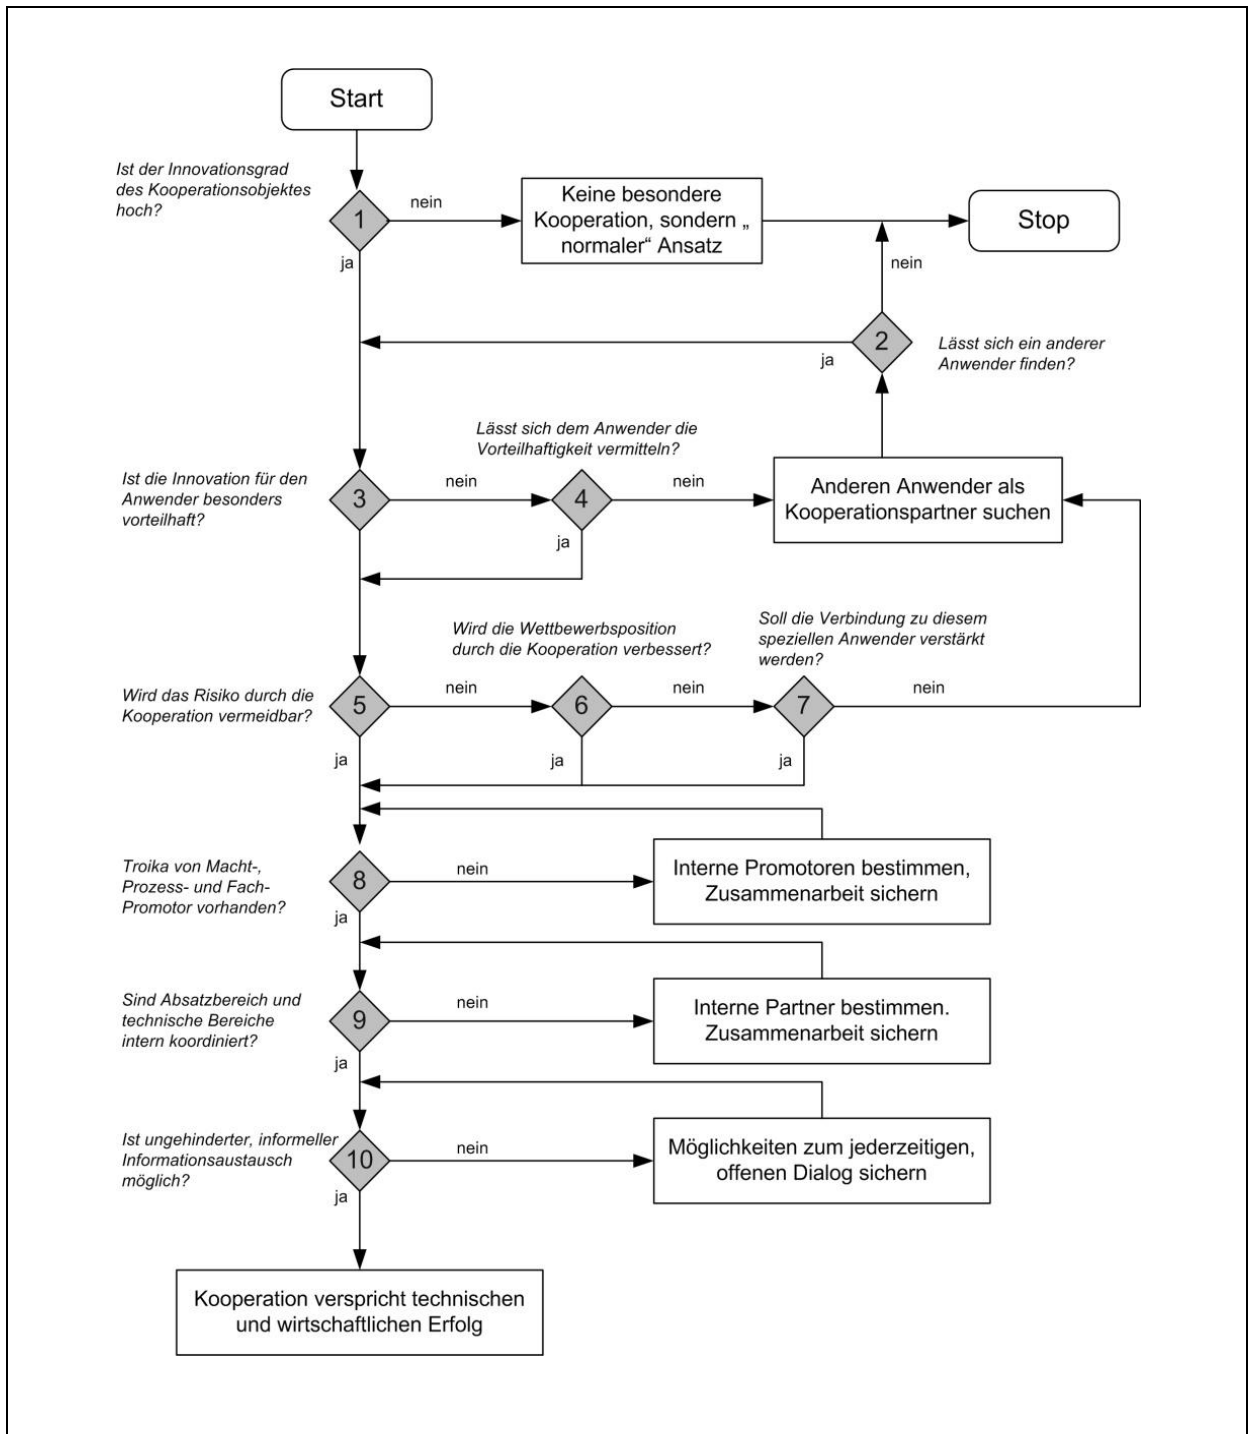 Start
Ist der Innovationsgrad
des Kooperationsobjektes
hoch?
1
nein
ja
Keine besondere
Kooperation, sondern „
normaler“ Ansatz
Stop
nein
2
ja
Lässt sich ein anderer
Anwender finden?
Lässt sich dem Anwender die
Vorteilhaftigkeit vermitteln?
Ist die Innovation für den
Anwender besonders
vorteilhaft?
3
nein
4
nein
ja
Anderen Anwender als
Kooperationspartner suchen
Wird die Wettbewerbsposition
durch die Kooperation verbessert?
Soll die Verbindung zu diesem
speziellen Anwender verstärkt
werden?
Wird das Risiko durch die
Kooperation vermeidbar?
5
nein
6
nein
7
nein
ja
ja
ja
Troika von Macht-,
Prozess- und Fach-
Promotor vorhanden?
8
nein
ja
Interne Promotoren bestimmen,
Zusammenarbeit sichern
Sind Absatzbereich und
technische Bereiche
intern koordiniert?
9
nein
ja
Interne Partner bestimmen.
Zusammenarbeit sichern
Ist ungehinderter, informeller
Informationsaustausch
möglich?
10
nein
ja
Möglichkeiten zum jederzeitigen,
offenen Dialog sichern
Kooperation verspricht technischen
und wirtschaftlichen Erfolg